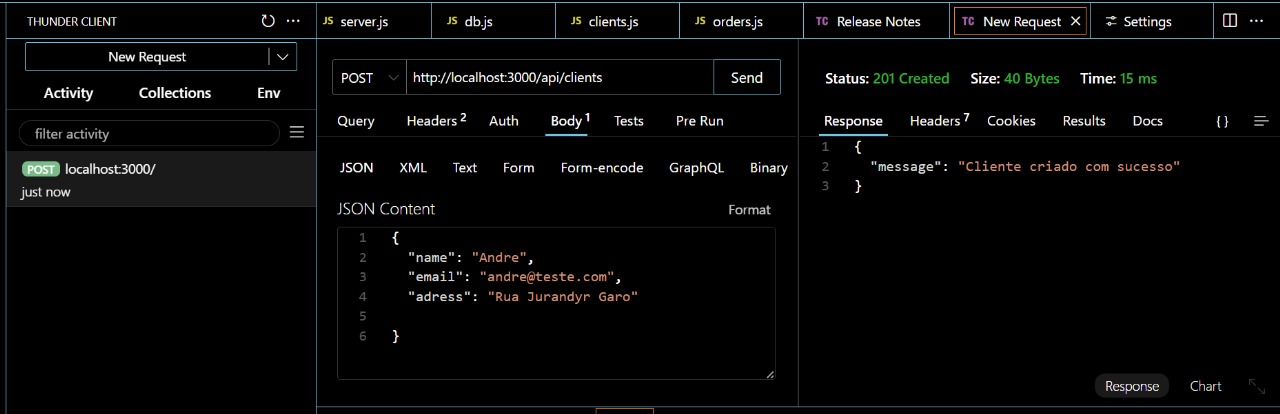 THUNDER CLIENT
JS server.js
JS db.js
JS clients.js
JS orders.js
TC Release Notes
TC New Request
Settings
New Request
Activity
Collections
Env
filter activity
POST localhost:3000/
just now
POST
http://localhost:3000/api/clients
Send
Query
Headers 2
Auth
Body 1
Tests
Pre Run
JSON
XML
Text
Form
Form-encode
GraphQL
Binary
JSON Content
Format
1 {
2 "name": "Andre",
3 "email": "andre@teste.com",
4 "adress": "Rua Jurandyr Garo"
5
6 }
Status: 201 Created
Size: 40 Bytes
Time: 15 ms
Response
Headers 7
Cookies
Results
Docs
{ }
1 {
2 "message": "Cliente criado com sucesso"
3 }
Response
Chart